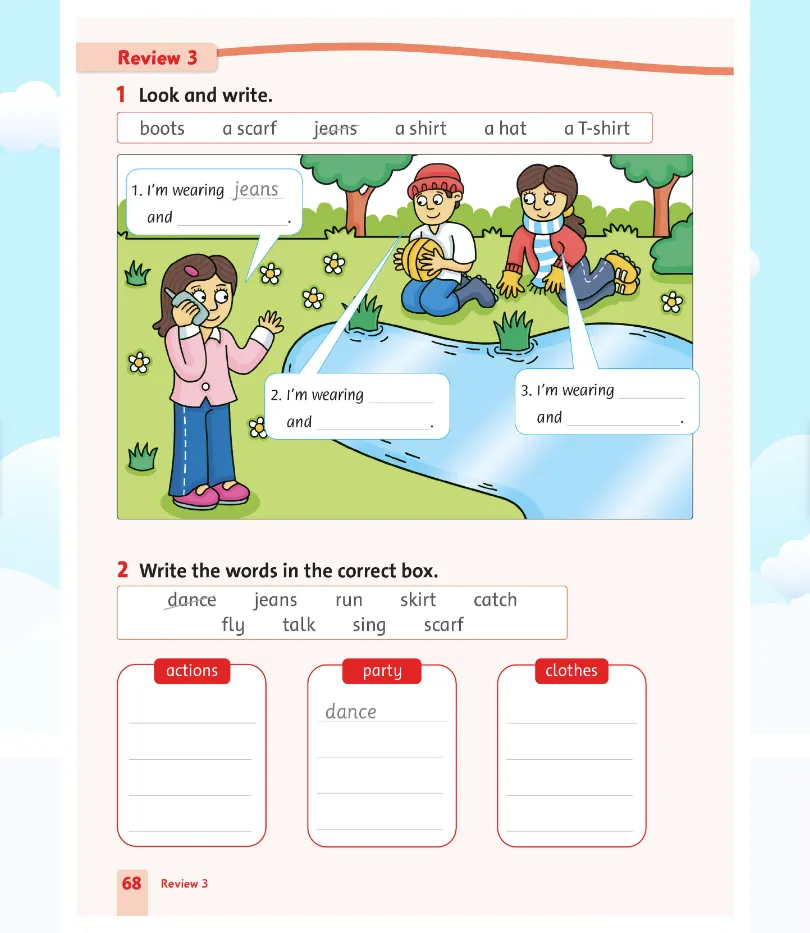 Review 3
1 Look and write.
boots a scarf jeans a shirt a hat a T-shirt
1. I'm wearing jeans
and ____________ .
2. I'm wearing ________
and ____________ .
3. I'm wearing ________
and ____________ .
2 Write the words in the correct box.
dance jeans run skirt catch
fly talk sing scarf
actions party clothes
dance
68 Review 3